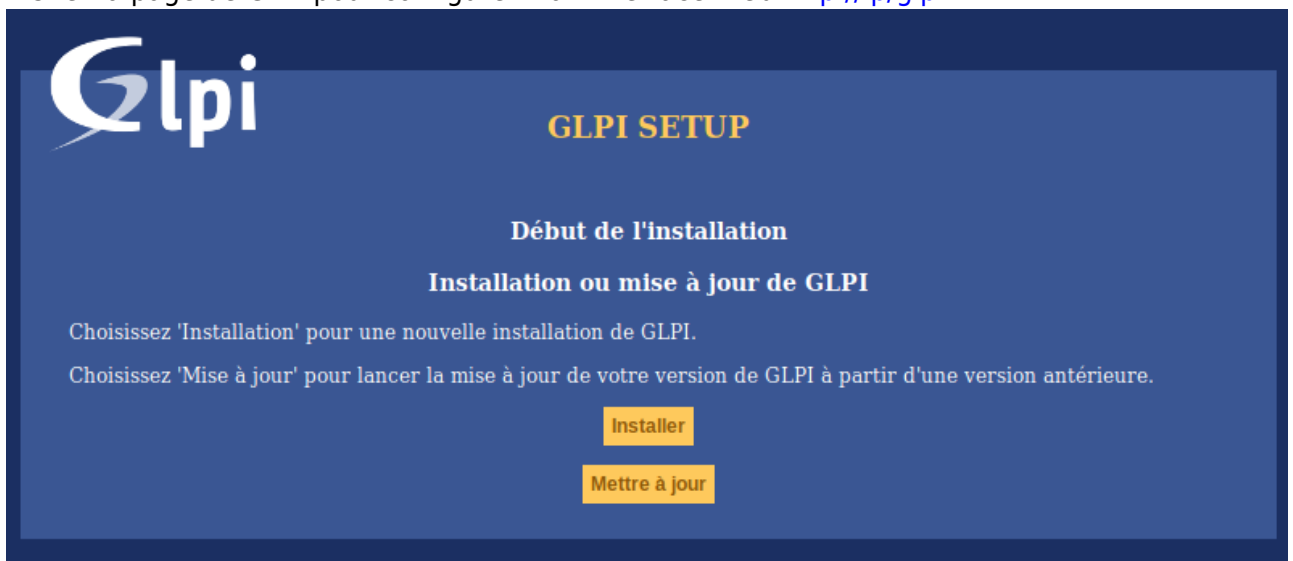 Glpi
GLPI SETUP
Début de l'installation
Installation ou mise à jour de GLPI
Choisissez 'Installation' pour une nouvelle installation de GLPI.
Choisissez 'Mise à jour' pour lancer la mise à jour de votre version de GLPI à partir d'une version antérieure.
Installer
Mettre à jour